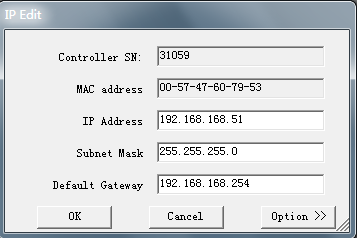 IP Edit
Controller SN: 31059
MAC address 00-57-47-60-79-53
IP Address 192.168.168.51
Subnet Mask 255.255.255.0
Default Gateway 192.168.168.254
OK Cancel Option >>